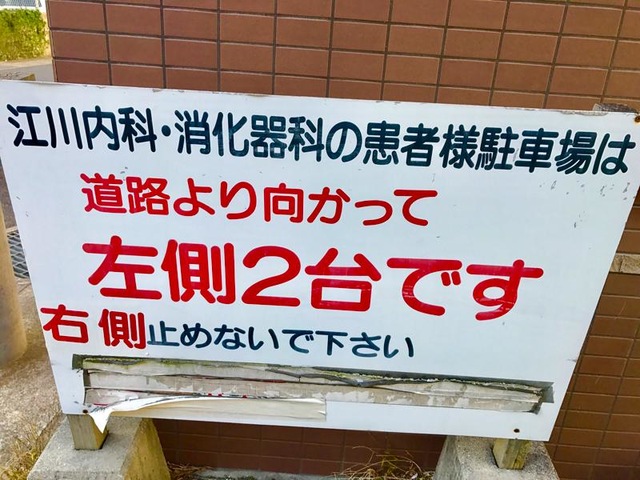 江川内科・消化器科の患者様駐車場は
道路より向かって
左側2台です
右側止めないで下さい